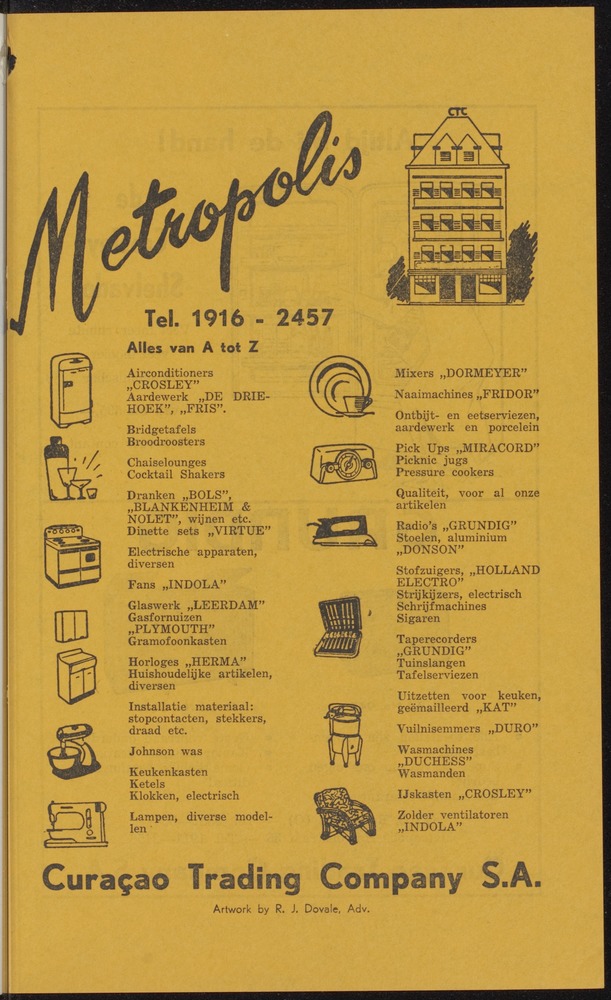 CTC
Metropolis
Tel. 1916 - 2457
Alles van A tot Z
Airconditioners
„CROSLEY”
Aardewerk „DE DRIE-
HOEK”, „FRIS”.
Bridgetafels
Broodroosters
Chaiselounges
Cocktail Shakers
Dranken „BOLS”,
„BLANKENHEIM &
NOLET”, wijnen etc.
Dinette sets „VIRTUE”
Electrische apparaten,
diversen
Fans „INDOLA”
Glaswerk „LEERDAM”
Gasfornuizen
„PLYMOUTH”
Gramofoonkasten
Horloges „HERMA”
Huishoudelijke artikelen,
diversen
Installatie materiaal:
stopcontacten, stekkers,
draad etc.
Johnson was
Keukenkasten
Ketels
Klokken, electrisch
Lampen, diverse model-
len
Mixers „DORMEYER”
Naaimachines „FRIDOR”
Ontbijt- en eetserviezen,
aardewerk en porcelein
Pick Ups „MIRACORD”
Picknic jugs
Pressure cookers
Qualiteit, voor al onze
artikelen
Radio's „GRUNDIG”
Stoelen, aluminium
„DONSON”
Stofzuigers, „HOLLAND
ELECTRO”
Strijkijzers, electrisch
Schrijfmachines
Sigaren
Taperecorders
„GRUNDIG”
Tuinslangen
Tafelserviezen
Uitzetten voor keuken,
geëmailleerd „KAT”
Vuilnisemmers „DURO”
Wasmachines
„DUCHESS”
Wasmanden
IJskasten „CROSLEY”
Zolder ventilatoren
„INDOLA”
Curaçao Trading Company S.A.
Artwork by R. J. Dovale, Adv.